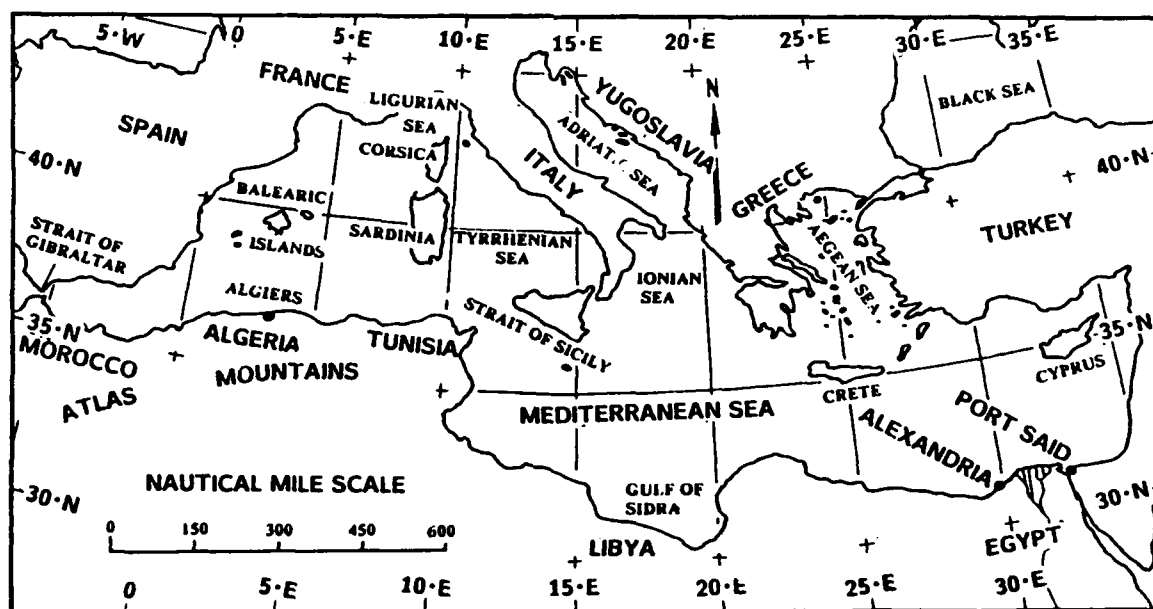 5·W
0
5·E
10·E
15·E
20·E
25·E
30·E
35·E
FRANCE
LIGURIAN
SEA
CORSICA
YUGOSLAVIA
N
BLACK SEA
SPAIN
ADRIATIC SEA
ITALY
40·N
40·N
BALEARIC
ISLANDS
GREECE
STRAIT OF
GIBRALTAR
SARDINIA
TYRRHENIAN
SEA
IONIAN
SEA
AEGEAN SEA
TURKEY
ALGIERS
35·N
35·N
MOROCCO
ALGERIA
TUNISIA
STRAIT OF SICILY
ATLAS
MOUNTAINS
CYPRUS
CRETE
MEDITERRANEAN SEA
PORT SAID
ALEXANDRIA
30·N
30·N
NAUTICAL MILE SCALE
GULF OF
SIDRA
0
150
300
450
600
LIBYA
EGYPT
0
5·E
10·E
15·E
20·E
25·E
30·E